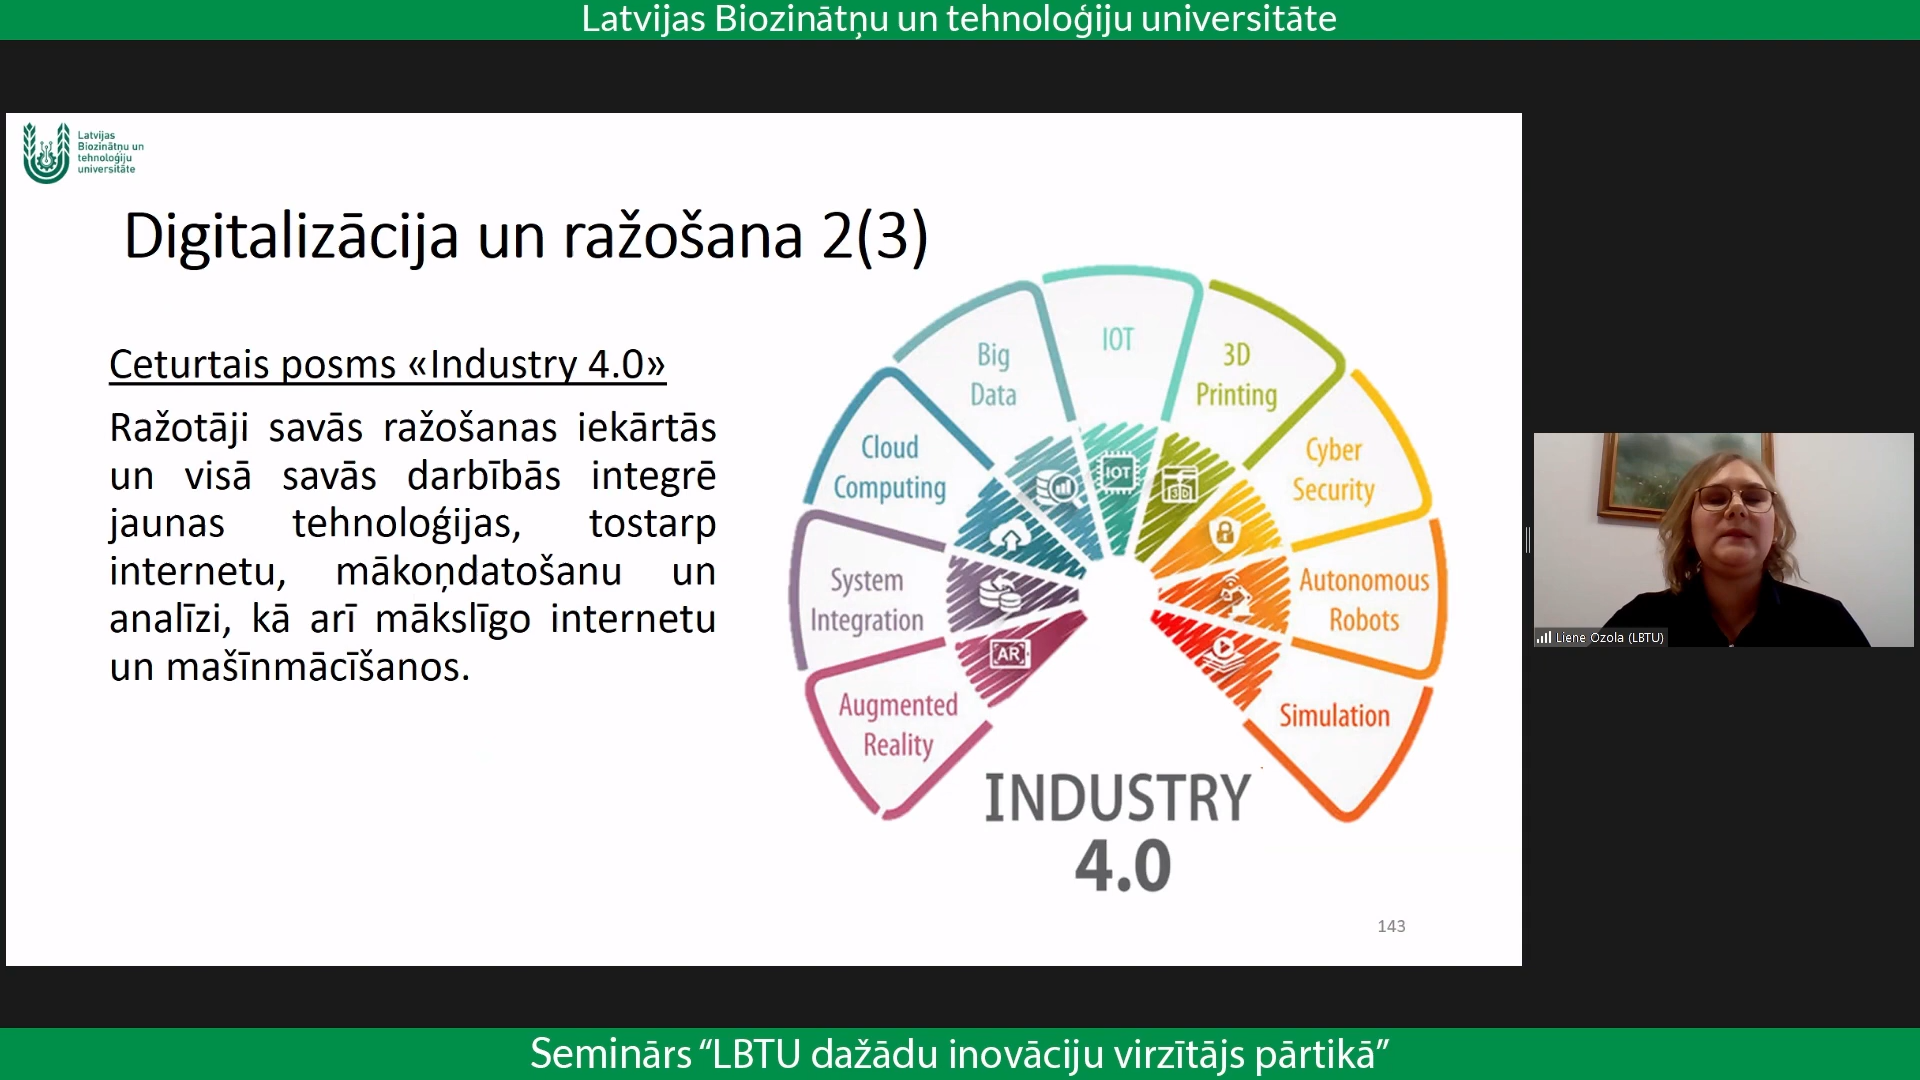 Latvijas Biozinātņu un tehnoloģiju universitāte
Latvijas
Biozinātņu un
tehnoloģiju
universitāte
Digitalizācija un ražošana 2(3)
Ceturtais posms «Industry 4.0»
Ražotāji savās ražošanas iekārtās
un visā savās darbībās integrē
jaunas tehnoloģijas, tostarp
internetu, mākoņdatošanu un
analīzi, kā arī mākslīgo internetu
un mašīnmācīšanos.
Augmented
Reality
System
Integration
Cloud
Computing
Big
Data
IOT
3D
Printing
Cyber
Security
Autonomous
Robots
Simulation
AR
IOT
3D
INDUSTRY
4.0
143
Liene Ozola (LBTU)
Seminārs “LBTU dažādu inovāciju virzītājs pārtikā”